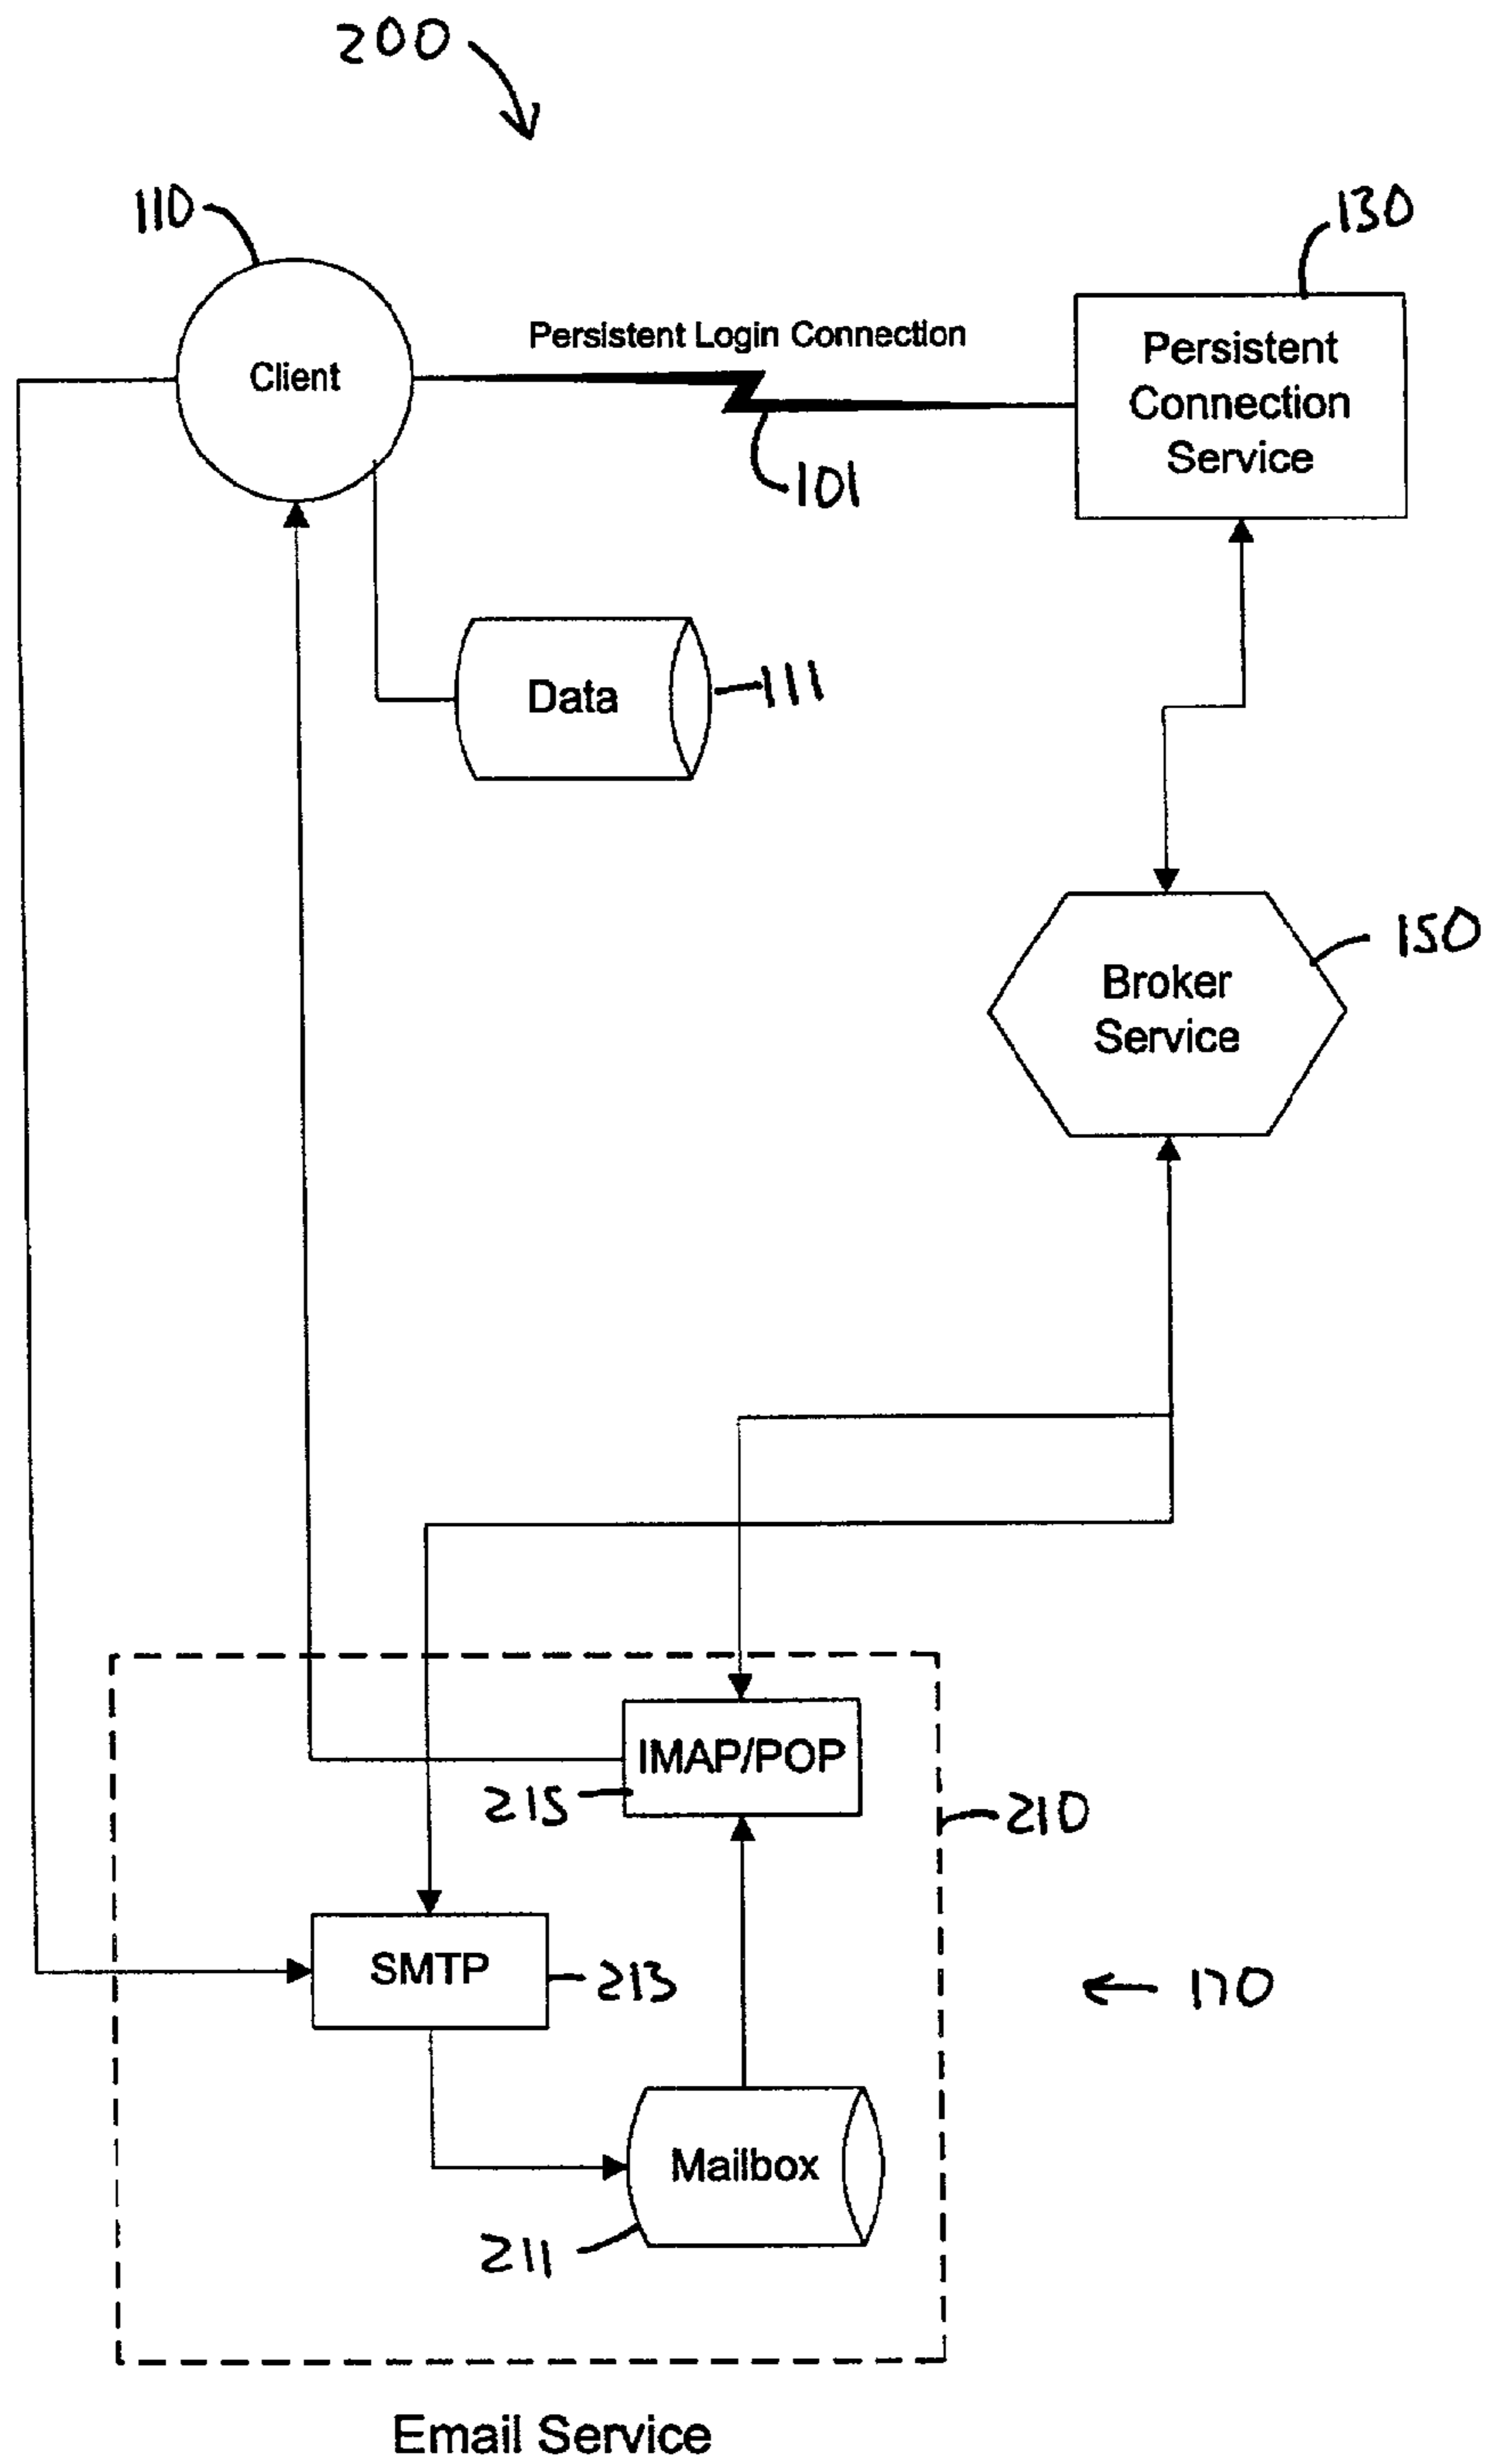 200
110
130
Persistent Login Connection
Client
Persistent
Connection
Service
101
Data
111
150
Broker
Service
IMAP/POP
215
210
SMTP
213
170
Mailbox
211
Email Service